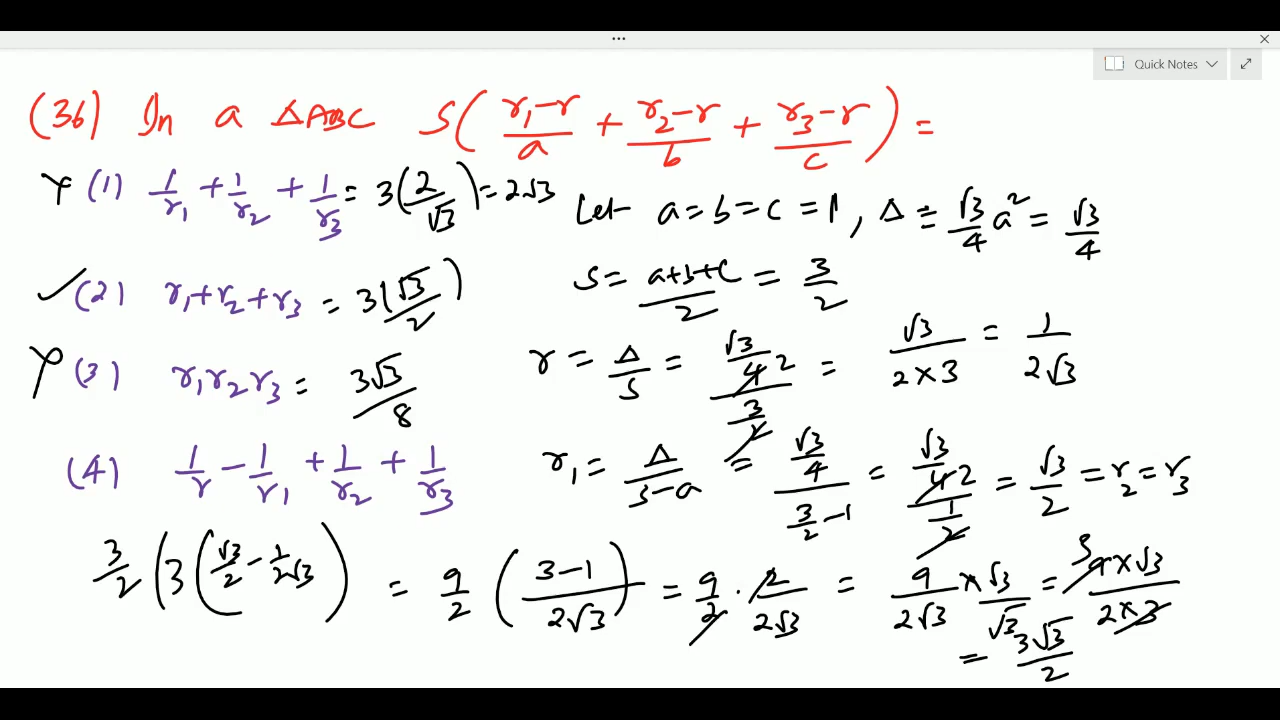 Quick Notes
(36) In a ΔABC S( (r₁-r)/a + (r₂-r)/b + (r₃-r)/c ) =
(1) 1/r₁ + 1/r₂ + 1/r₃ = 3(2/√3) = 2√3
Let a=b=c=1, Δ = √3/4 a² = √3/4
✓(2) r₁+r₂+r₃ = 3(√3/2)
S = (a+b+c)/2 = 3/2
(3) r₁r₂r₃ = 3√3/8
r = Δ/S = (√3/4)/(3/2) 2 = √3/(2×3) = 1/(2√3)
(4) 1/r - 1/r₁ + 1/r₂ + 1/r₃
r₁ = Δ/(S-a) = (√3/4)/(3/2-1) = (√3/4)/(1/2) 2 = √3/2 = r₂ = r₃
3/2 (3(√3/2 - 1/2√3) = 9/2 ((3-1)/(2√3)) = 9/2 · 2/(2√3) = 9/(2√3) × √3/√3 = 3 (9×√3)/(2×3)
= 3√3/2